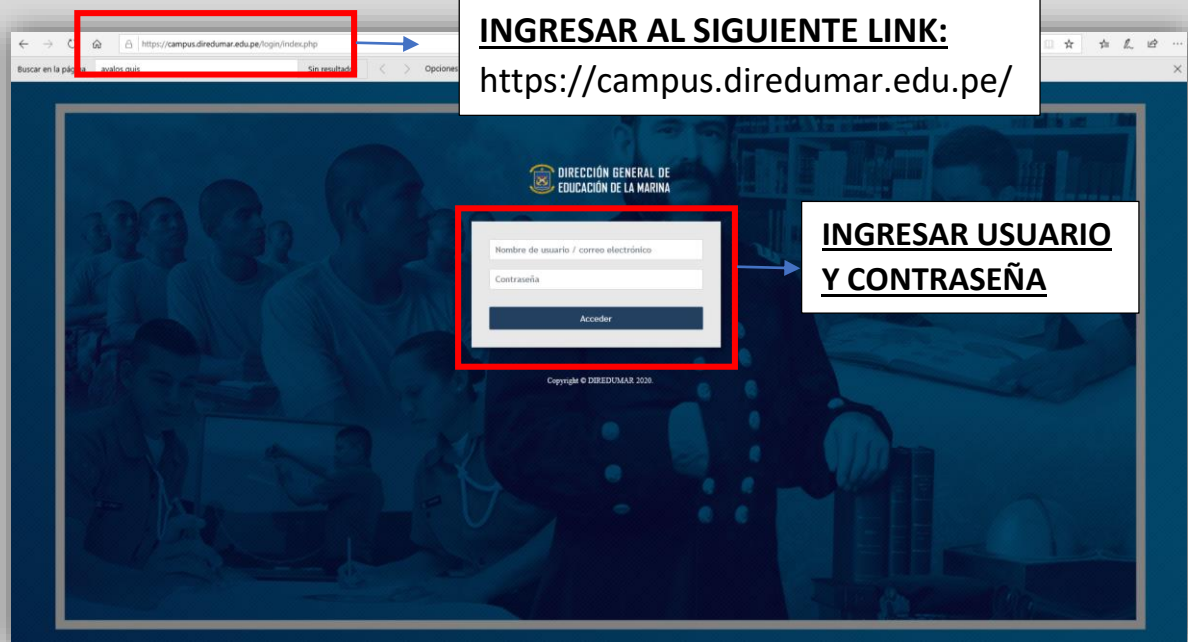 INGRESAR AL SIGUIENTE LINK:
https://campus.diredumar.edu.pe/
https://campus.diredumar.edu.pe/login/index.php
Buscar en la página
avalos quis
Sin resultado
Opciones
DIRECCIÓN GENERAL DE
EDUCACIÓN DE LA MARINA
Nombre de usuario / correo electrónico
Contraseña
Acceder
INGRESAR USUARIO
Y CONTRASEÑA
Copyright © DIREDUMAR 2020.